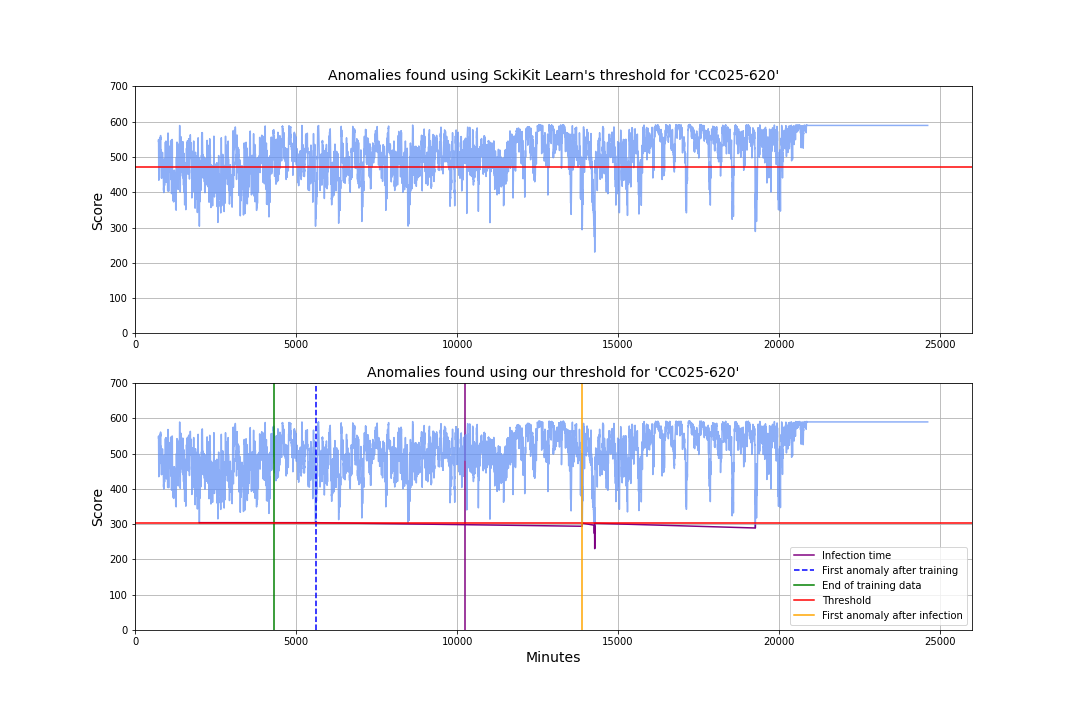 Anomalies found using SckiKit Learn's threshold for 'CC025-620'
700
600
500
400
300
200
100
0
Score
0 5000 10000 15000 20000 25000
Anomalies found using our threshold for 'CC025-620'
700
600
500
400
300
200
100
0
Score
Infection time
First anomaly after training
End of training data
Threshold
First anomaly after infection
0 5000 10000 15000 20000 25000
Minutes